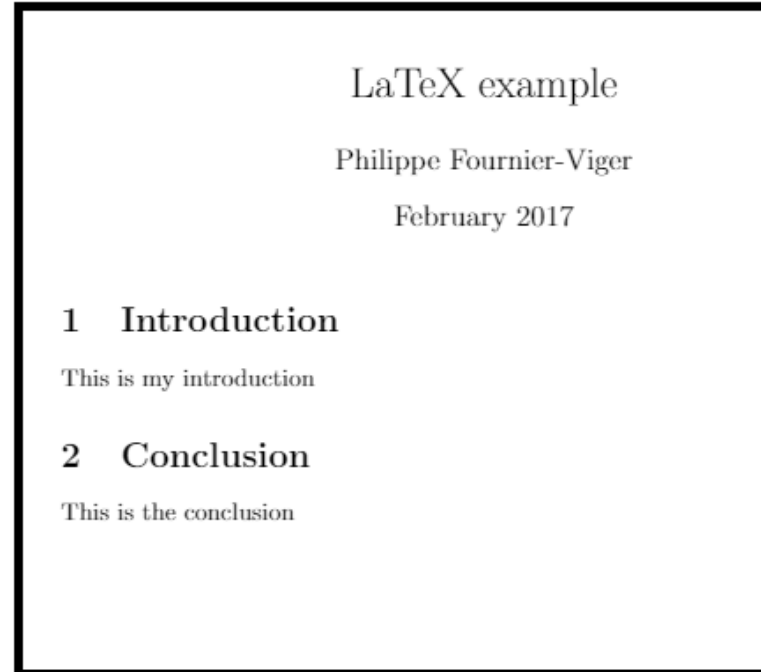 LaTeX example
Philippe Fournier-Viger
February 2017
1 Introduction
This is my introduction
2 Conclusion
This is the conclusion